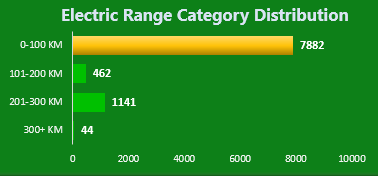 Electric Range Category Distribution
0-100 KM 7882
101-200 KM 462
201-300 KM 1141
300+ KM 44
0 2000 4000 6000 8000 10000